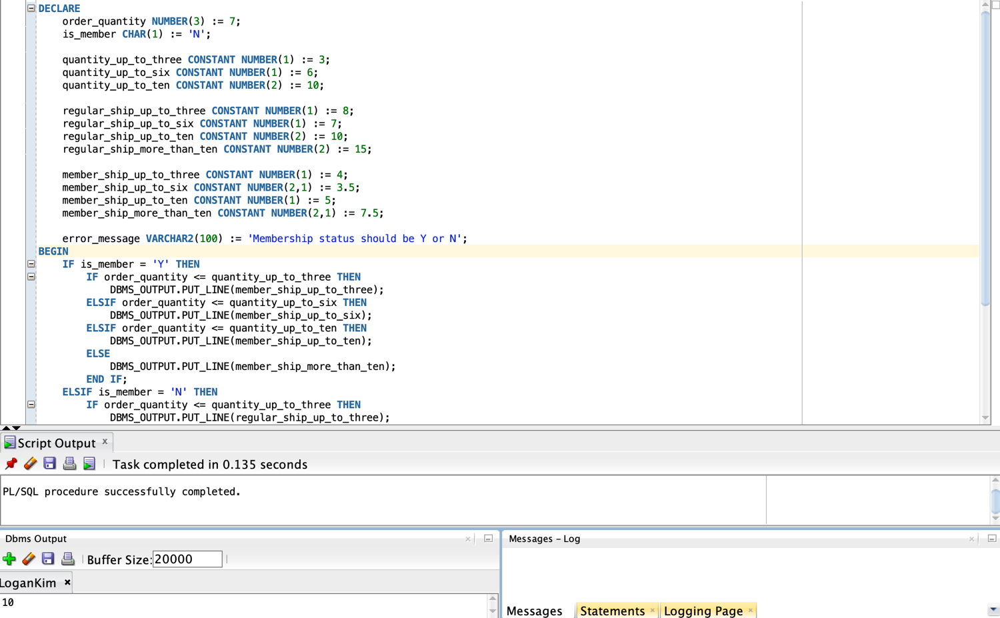 DECLARE
    order_quantity NUMBER(3) := 7;
    is_member CHAR(1) := 'N';

    quantity_up_to_three CONSTANT NUMBER(1) := 3;
    quantity_up_to_six CONSTANT NUMBER(1) := 6;
    quantity_up_to_ten CONSTANT NUMBER(2) := 10;

    regular_ship_up_to_three CONSTANT NUMBER(1) := 8;
    regular_ship_up_to_six CONSTANT NUMBER(1) := 7;
    regular_ship_up_to_ten CONSTANT NUMBER(2) := 10;
    regular_ship_more_than_ten CONSTANT NUMBER(2) := 15;

    member_ship_up_to_three CONSTANT NUMBER(1) := 4;
    member_ship_up_to_six CONSTANT NUMBER(2,1) := 3.5;
    member_ship_up_to_ten CONSTANT NUMBER(1) := 5;
    member_ship_more_than_ten CONSTANT NUMBER(2,1) := 7.5;

    error_message VARCHAR2(100) := 'Membership status should be Y or N';
BEGIN
    IF is_member = 'Y' THEN
        IF order_quantity <= quantity_up_to_three THEN
            DBMS_OUTPUT.PUT_LINE(member_ship_up_to_three);
        ELSIF order_quantity <= quantity_up_to_six THEN
            DBMS_OUTPUT.PUT_LINE(member_ship_up_to_six);
        ELSIF order_quantity <= quantity_up_to_ten THEN
            DBMS_OUTPUT.PUT_LINE(member_ship_up_to_ten);
        ELSE
            DBMS_OUTPUT.PUT_LINE(member_ship_more_than_ten);
        END IF;
    ELSIF is_member = 'N' THEN
        IF order_quantity <= quantity_up_to_three THEN
            DBMS_OUTPUT.PUT_LINE(regular_ship_up_to_three);
Script Output
Task completed in 0.135 seconds
PL/SQL procedure successfully completed.
Dbms Output
Buffer Size: 20000
LoganKim
10
Messages - Log
Messages Statements Logging Page